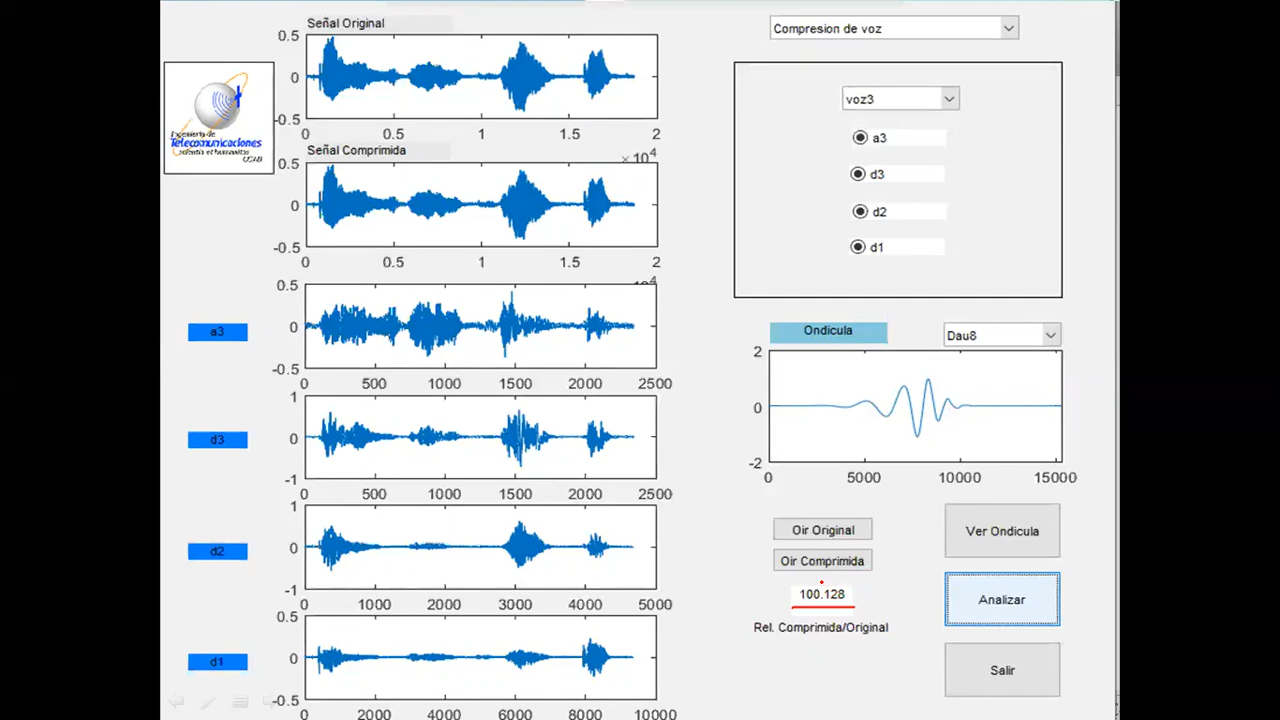 Señal Original
0.5
0
-0.5
0 0.5 1 1.5 2
× 10⁴
Ingeniería de
Telecomunicaciones
UCAB
Señal Comprimida
0.5
0
-0.5
0 0.5 1 1.5 2
a3
0.5
0
-0.5
0 500 1000 1500 2000 2500
d3
1
0
-1
0 500 1000 1500 2000 2500
d2
1
0
-1
0 1000 2000 3000 4000 5000
d1
0.5
0
-0.5
0 2000 4000 6000 8000 10000
Compresion de voz
voz3
a3
d3
d2
d1
Ondicula
Dau8
2
0
-2
0 5000 10000 15000
Oir Original
Oir Comprimida
100.128
Rel. Comprimida/Original
Ver Ondicula
Analizar
Salir